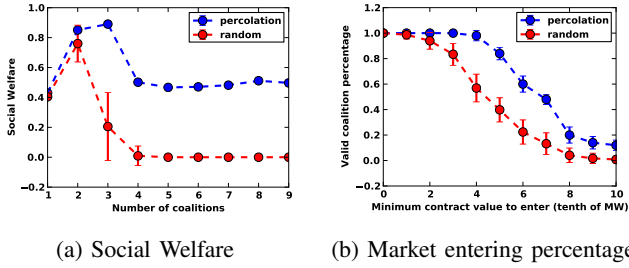 1.0
0.8
0.6
0.4
0.2
0.0
−0.2
Social Welfare
percolation
random
1 2 3 4 5 6 7 8 9
Number of coalitions
1.2
1.0
0.8
0.6
0.4
0.2
0.0
−0.2
Valid coalition percentage
percolation
random
0 2 4 6 8 10
Minimum contract value to enter (tenth of MW)
(a) Social Welfare
(b) Market entering percentage